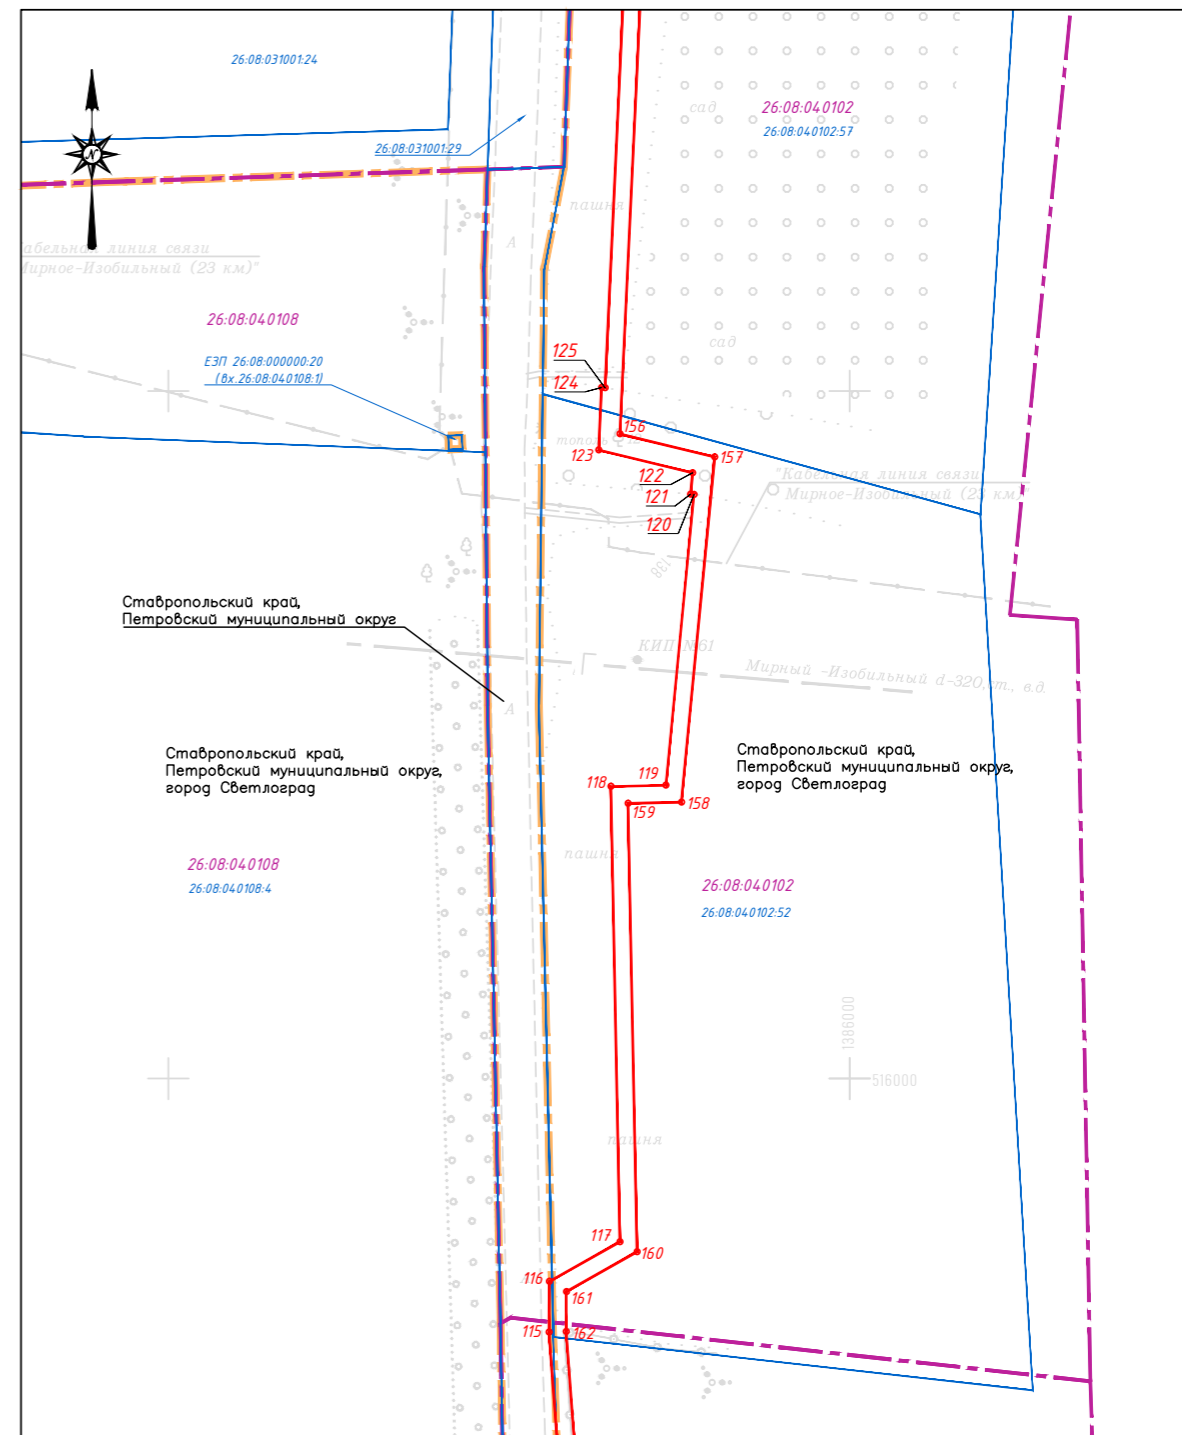 26:08:031001:24
26:08:031001:29
сад
26:08:040102
26:08:040102:57
N
пашня
А
абельная линия связи
Мирное-Изобильный (23 км)"
26:08:040108
ЕЗП 26:08:000000:20
(вх.26:08:040108:1)
сад
125
124
156
тополь
123
157
122
121
120
"Кабельная линия связи
Мирное-Изобильный (23 км)"
138
Ставропольский край,
Петровский муниципальный округ
КИП №61
Мирный -Изобильный d-320,ст., в.д.
А
Ставропольский край,
Петровский муниципальный округ,
город Светлоград
Ставропольский край,
Петровский муниципальный округ,
город Светлоград
118
119
159
158
пашня
26:08:040108
26:08:040108:4
26:08:040102
26:08:040102:52
1386000
516000
пашня
117
160
116
161
115
162